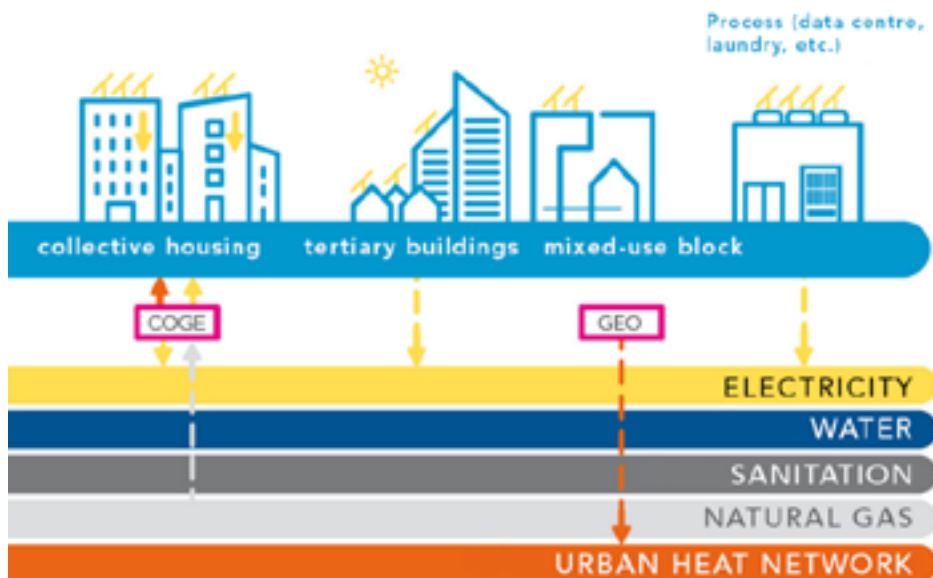 Process (data centre,
laundry, etc.)
collective housing
tertiary buildings
mixed-use block
COGE
GEO
ELECTRICITY
WATER
SANITATION
NATURAL GAS
URBAN HEAT NETWORK